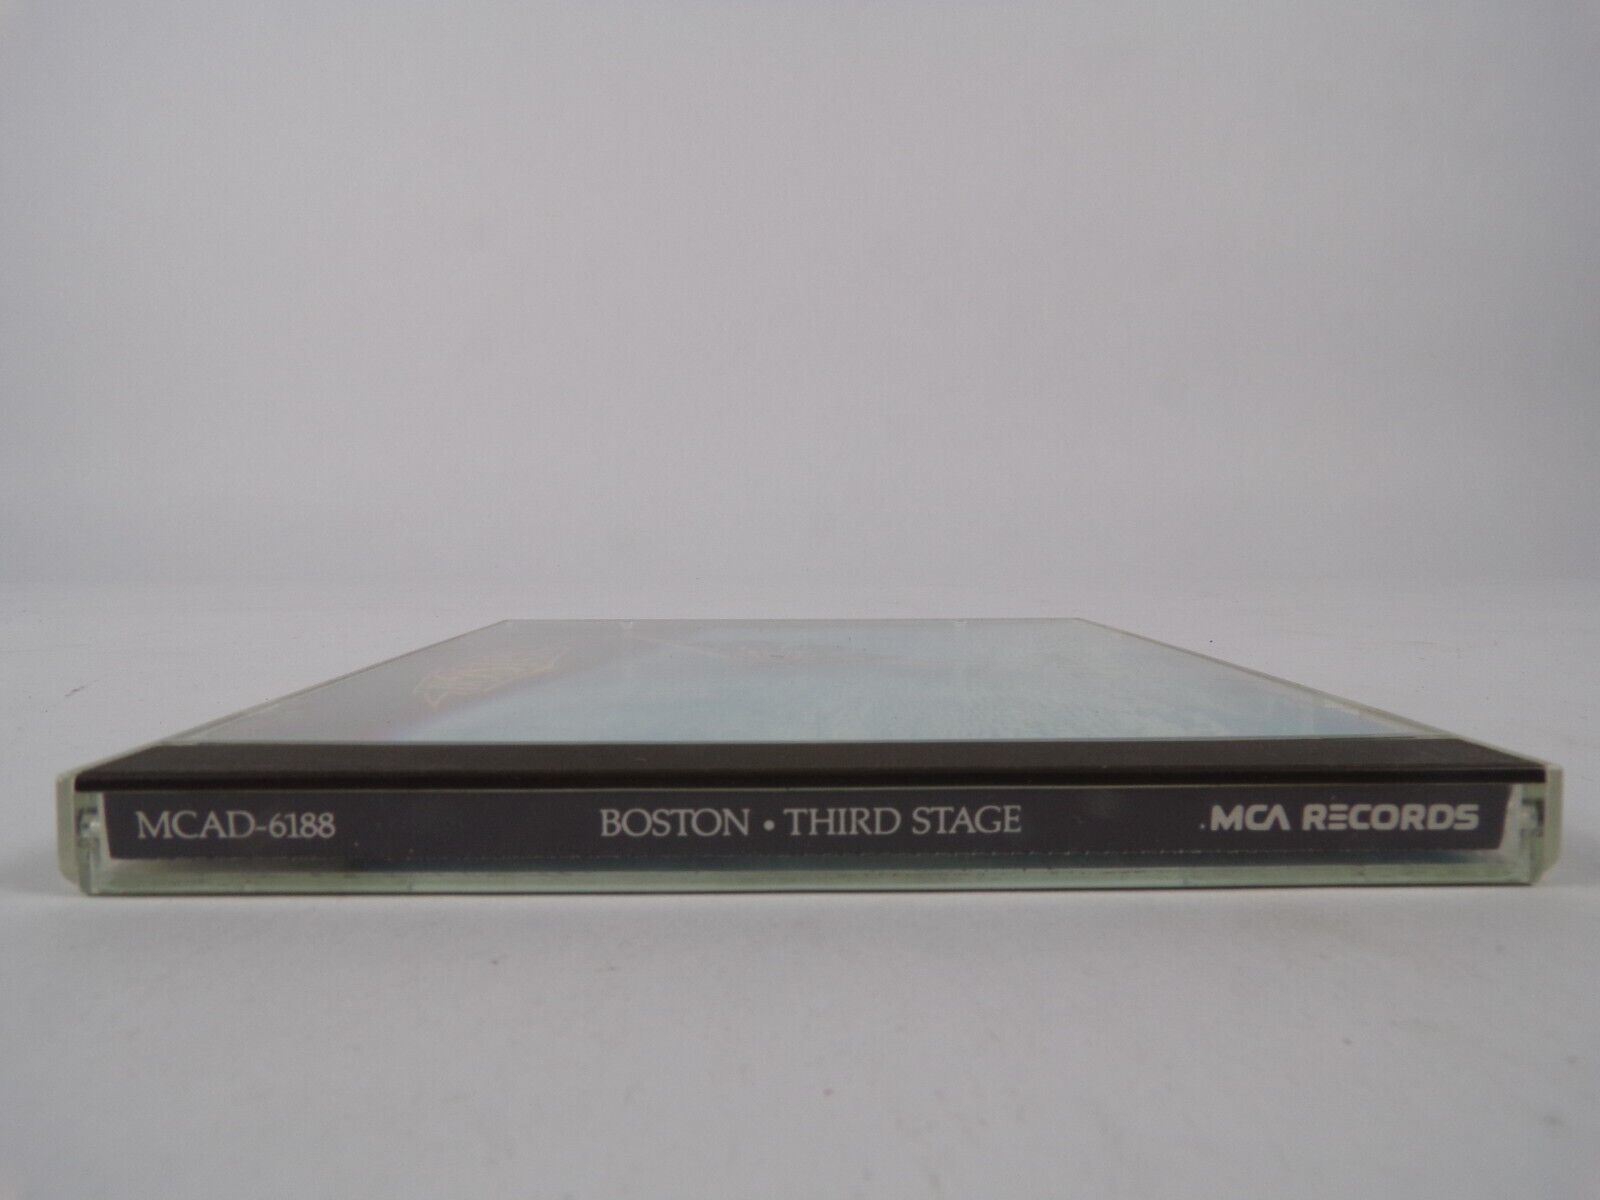 MCAD-6188 BOSTON • THIRD STAGE MCA RECORDS